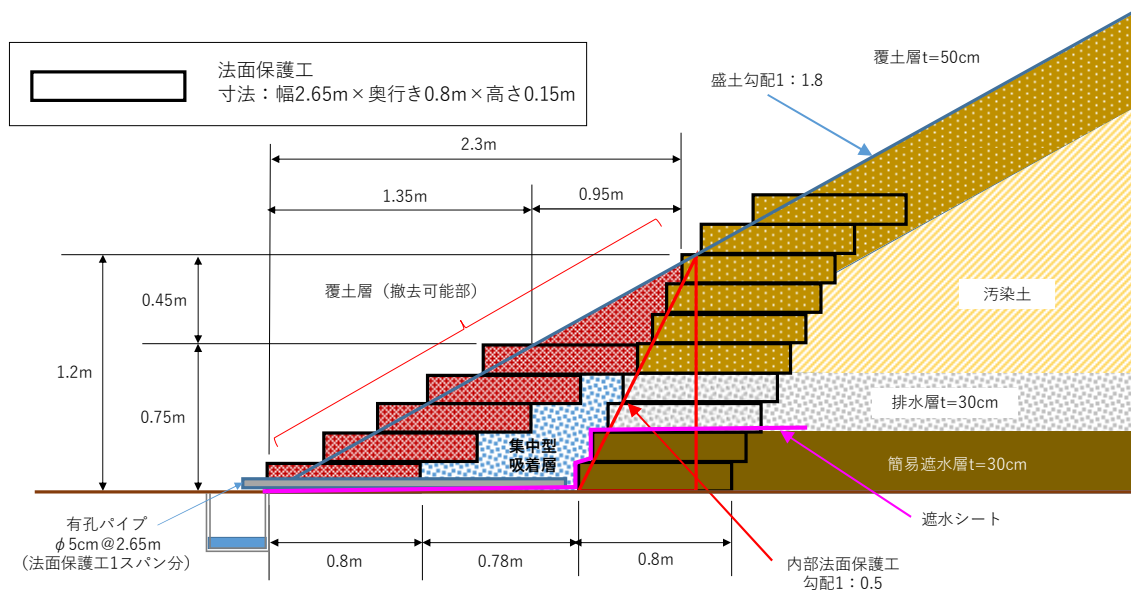 法面保護工
寸法：幅2.65m×奥行き0.8m×高さ0.15m
覆土層t=50cm
盛土勾配1：1.8
2.3m
1.35m
0.95m
覆土層（撤去可能部）
0.45m
1.2m
0.75m
汚染土
排水層t=30cm
集中型
吸着層
簡易遮水層t=30cm
遮水シート
有孔パイプ
φ5cm＠2.65m
（法面保護工1スパン分）
0.8m
0.78m
0.8m
内部法面保護工
勾配1：0.5